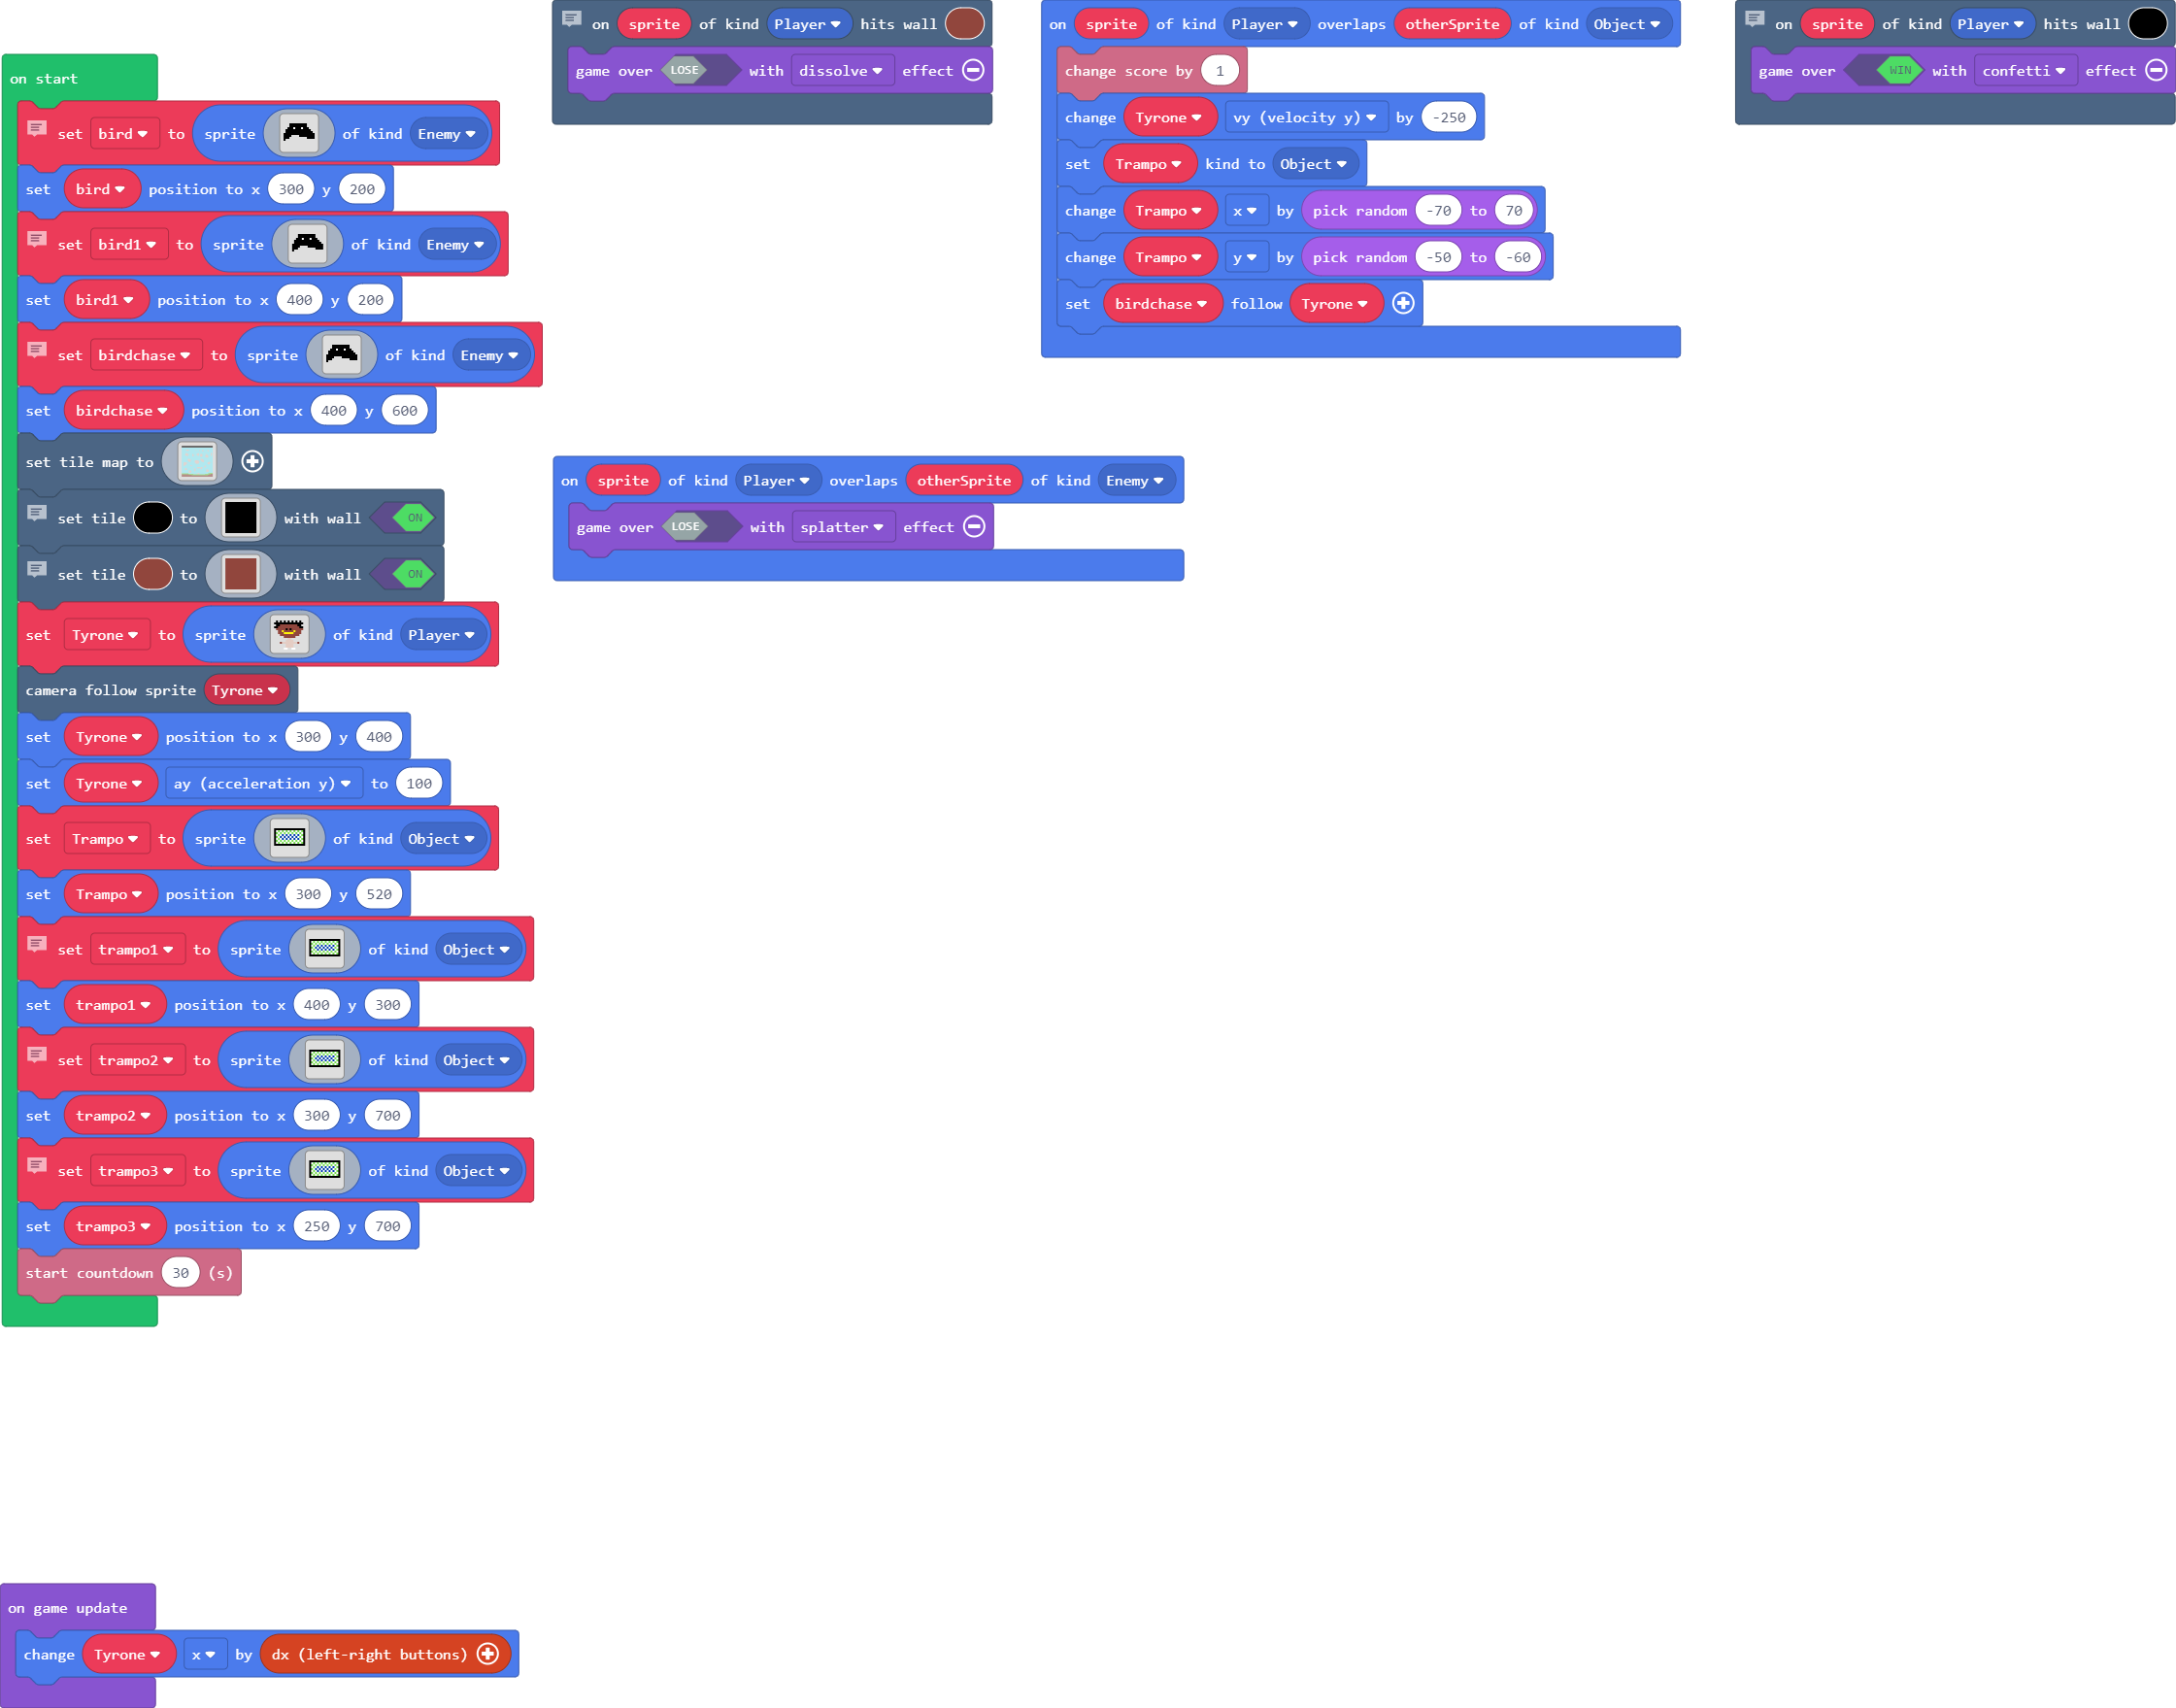 on start
set bird to sprite of kind Enemy
set bird position to x 300 y 200
set bird1 to sprite of kind Enemy
set bird1 position to x 400 y 200
set birdchase to sprite of kind Enemy
set birdchase position to x 400 y 600
set tile map to
set tile to with wall ON
set tile to with wall ON
set Tyrone to sprite of kind Player
camera follow sprite Tyrone
set Tyrone position to x 300 y 400
set Tyrone ay (acceleration y) to 100
set Trampo to sprite of kind Object
set Trampo position to x 300 y 520
set trampo1 to sprite of kind Object
set trampo1 position to x 400 y 300
set trampo2 to sprite of kind Object
set trampo2 position to x 300 y 700
set trampo3 to sprite of kind Object
set trampo3 position to x 250 y 700
start countdown 30 (s)
on game update
change Tyrone x by dx (left-right buttons)
on sprite of kind Player hits wall
game over LOSE with dissolve effect
on sprite of kind Player overlaps otherSprite of kind Enemy
game over LOSE with splatter effect
on sprite of kind Player overlaps otherSprite of kind Object
change score by 1
change Tyrone vy (velocity y) by -250
set Trampo kind to Object
change Trampo x by pick random -70 to 70
change Trampo y by pick random -50 to -60
set birdchase follow Tyrone
on sprite of kind Player hits wall
game over WIN with confetti effect